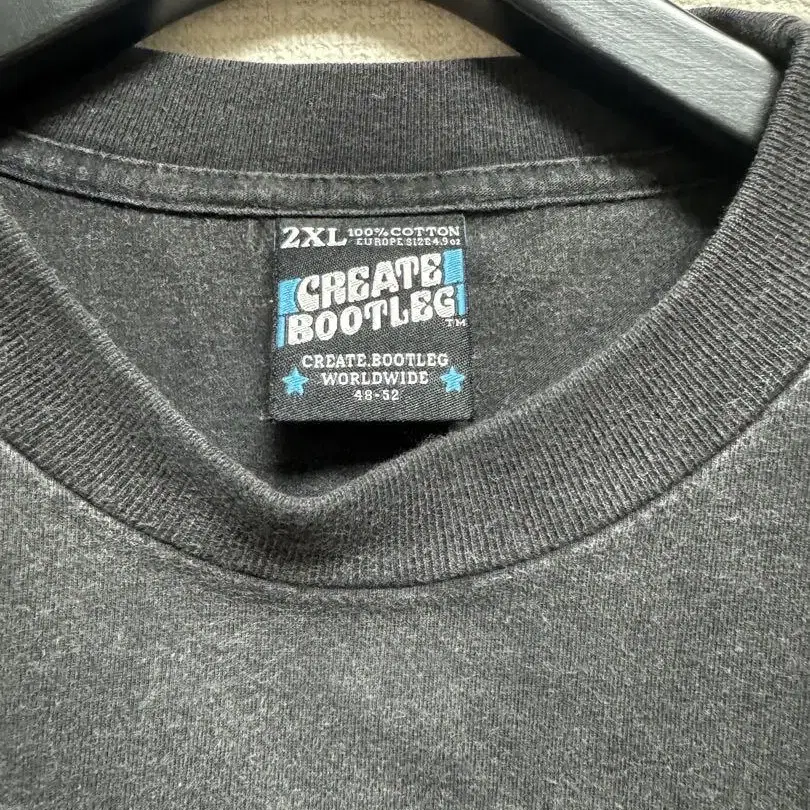 2XL 100% COTTON
EUROPE SIZE 4.9 oz
CREATE
BOOTLEG TM
CREATE.BOOTLEG
WORLDWIDE
48-52